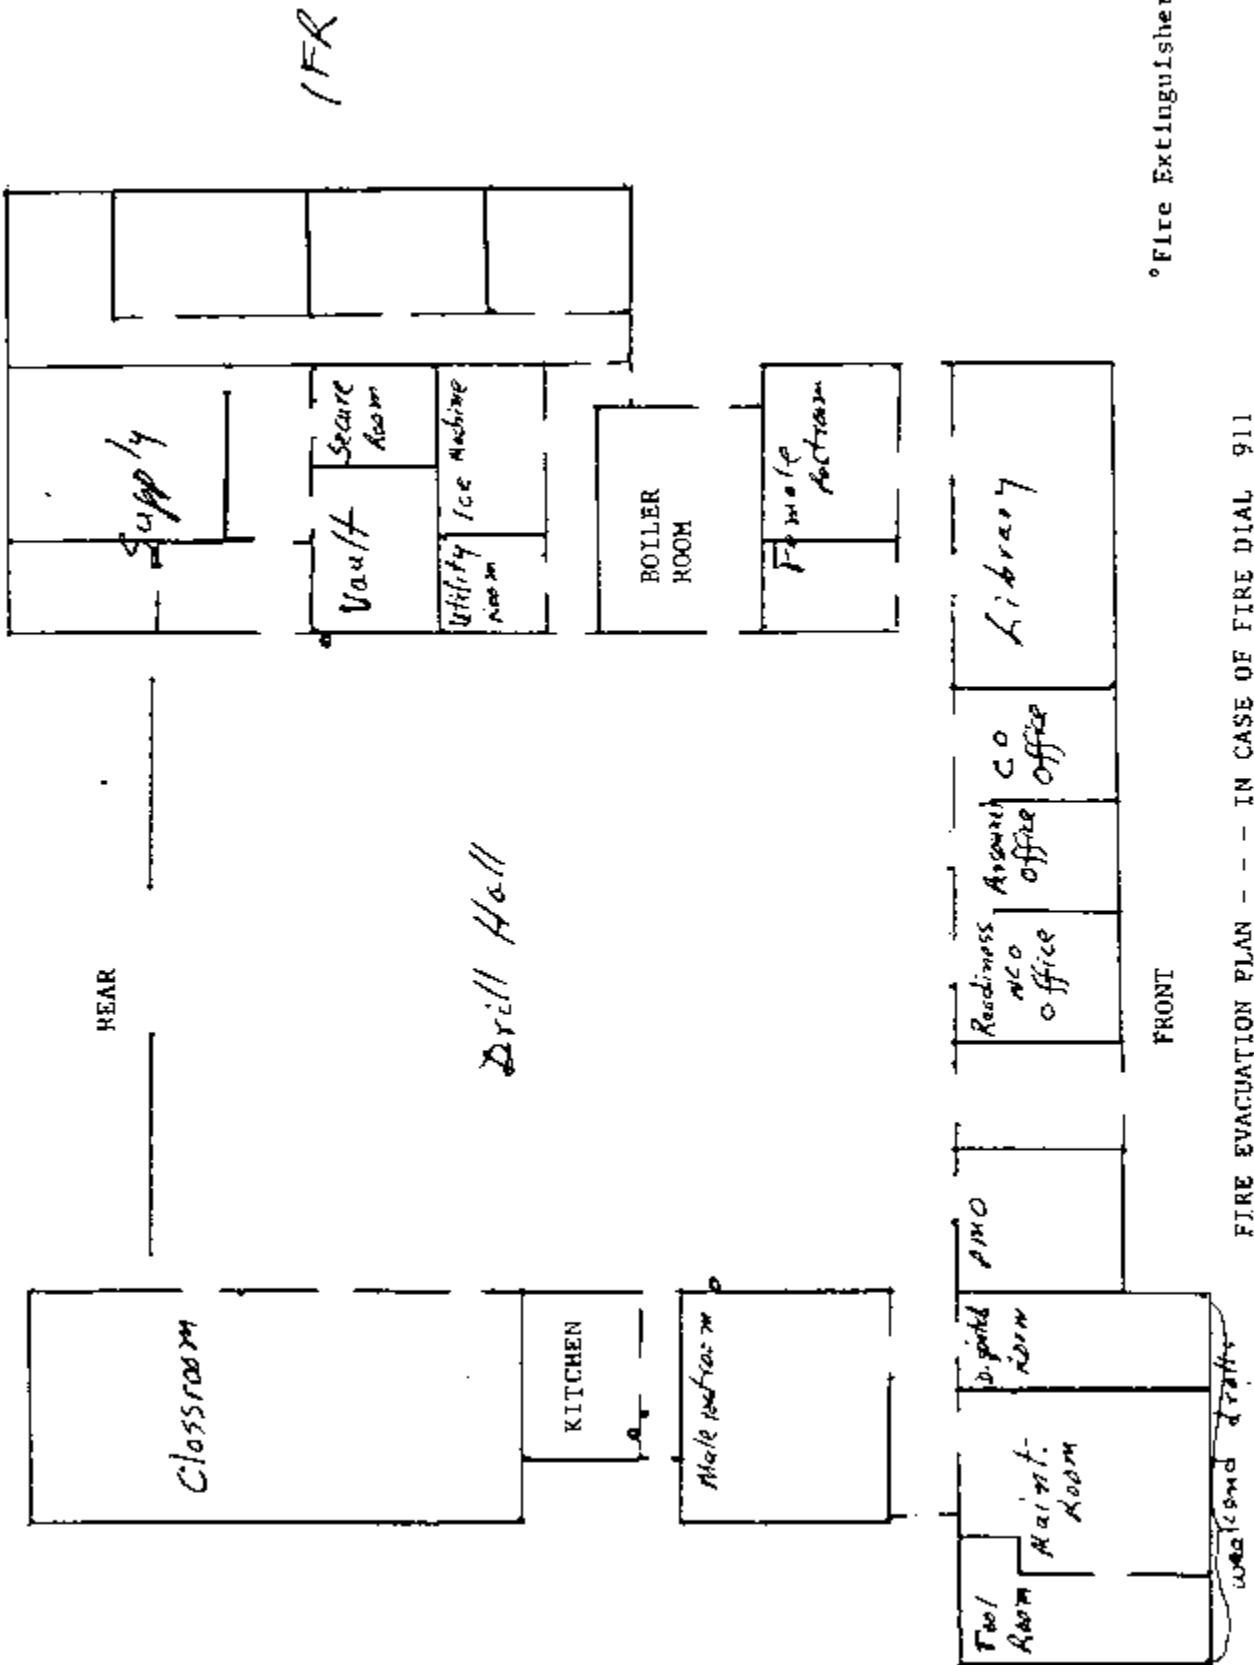 REAR
IFR
Classroom
Supply
Vault
Secure
Room
Utility
Room
Ice Machine
Drill Hall
KITCHEN
BOILER
ROOM
Male restroom
Female
Restroom
Tool
Room
Maint.
Room
Room
PMO
Readiness
NCO
Office
Office
CO
Office
Library
FRONT
°Fire Extinguisher
FIRE EVACUATION PLAN - - - IN CASE OF FIRE DIAL 911